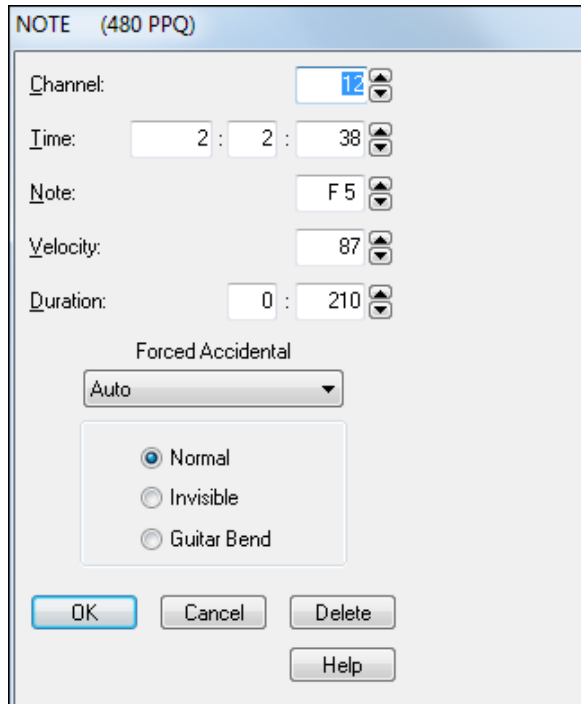 NOTE (480 PPQ)
Channel: 12
Time: 2 : 2 : 38
Note: F 5
Velocity: 87
Duration: 0 : 210
Forced Accidental
Auto
Normal
Invisible
Guitar Bend
OK Cancel Delete
Help